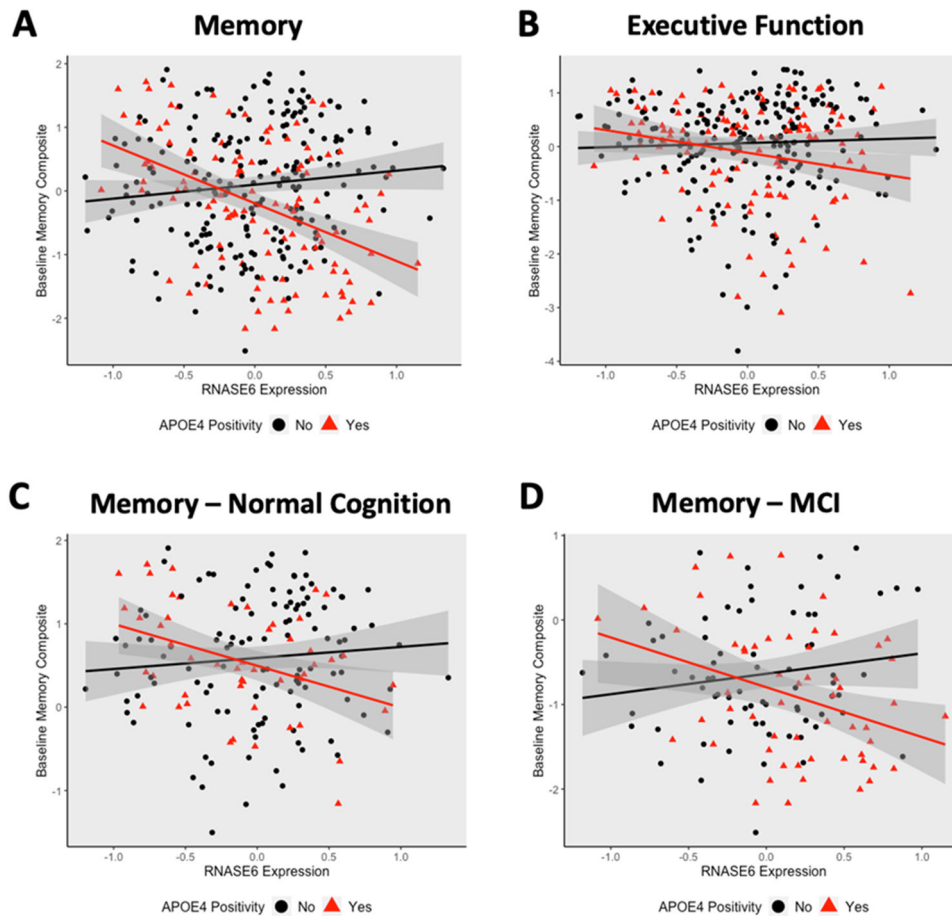 A Memory
Baseline Memory Composite
2
1
0
-1
-2
-1.0 -0.5 0.0 0.5 1.0
RNASE6 Expression
APOE4 Positivity No Yes
B Executive Function
Baseline Memory Composite
1
0
-1
-2
-3
-4
-1.0 -0.5 0.0 0.5 1.0
RNASE6 Expression
APOE4 Positivity No Yes
C Memory – Normal Cognition
Baseline Memory Composite
2
1
0
-1
-1.0 -0.5 0.0 0.5 1.0
RNASE6 Expression
APOE4 Positivity No Yes
D Memory – MCI
Baseline Memory Composite
1
0
-1
-2
-1.0 -0.5 0.0 0.5 1.0
RNASE6 Expression
APOE4 Positivity No Yes